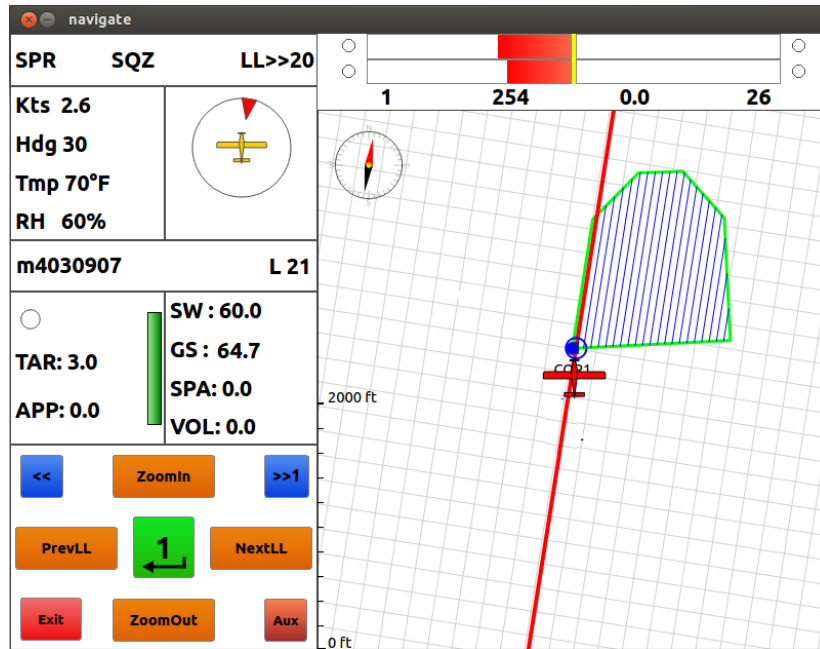 navigate
SPR SQZ LL>>20
1 254 0.0 26
Kts 2.6
Hdg 30
Tmp 70°F
RH 60%
m4030907 L 21
TAR: 3.0
APP: 0.0
SW : 60.0
GS : 64.7
SPA: 0.0
VOL: 0.0
<< ZoomIn >>1
PrevLL 1 NextLL
Exit ZoomOut Aux
2000 ft
0 ft